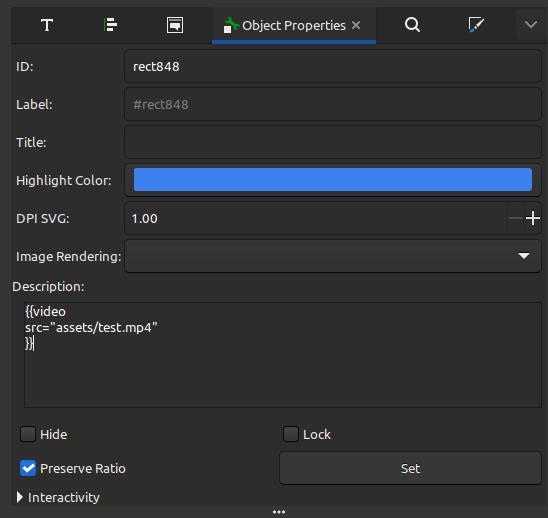 T
Object Properties ×
ID:
rect848
Label:
#rect848
Title:
Highlight Color:
DPI SVG:
1.00
Image Rendering:
Description:
{{video
src="assets/test.mp4"
}}
Hide
Lock
Preserve Ratio
Set
Interactivity